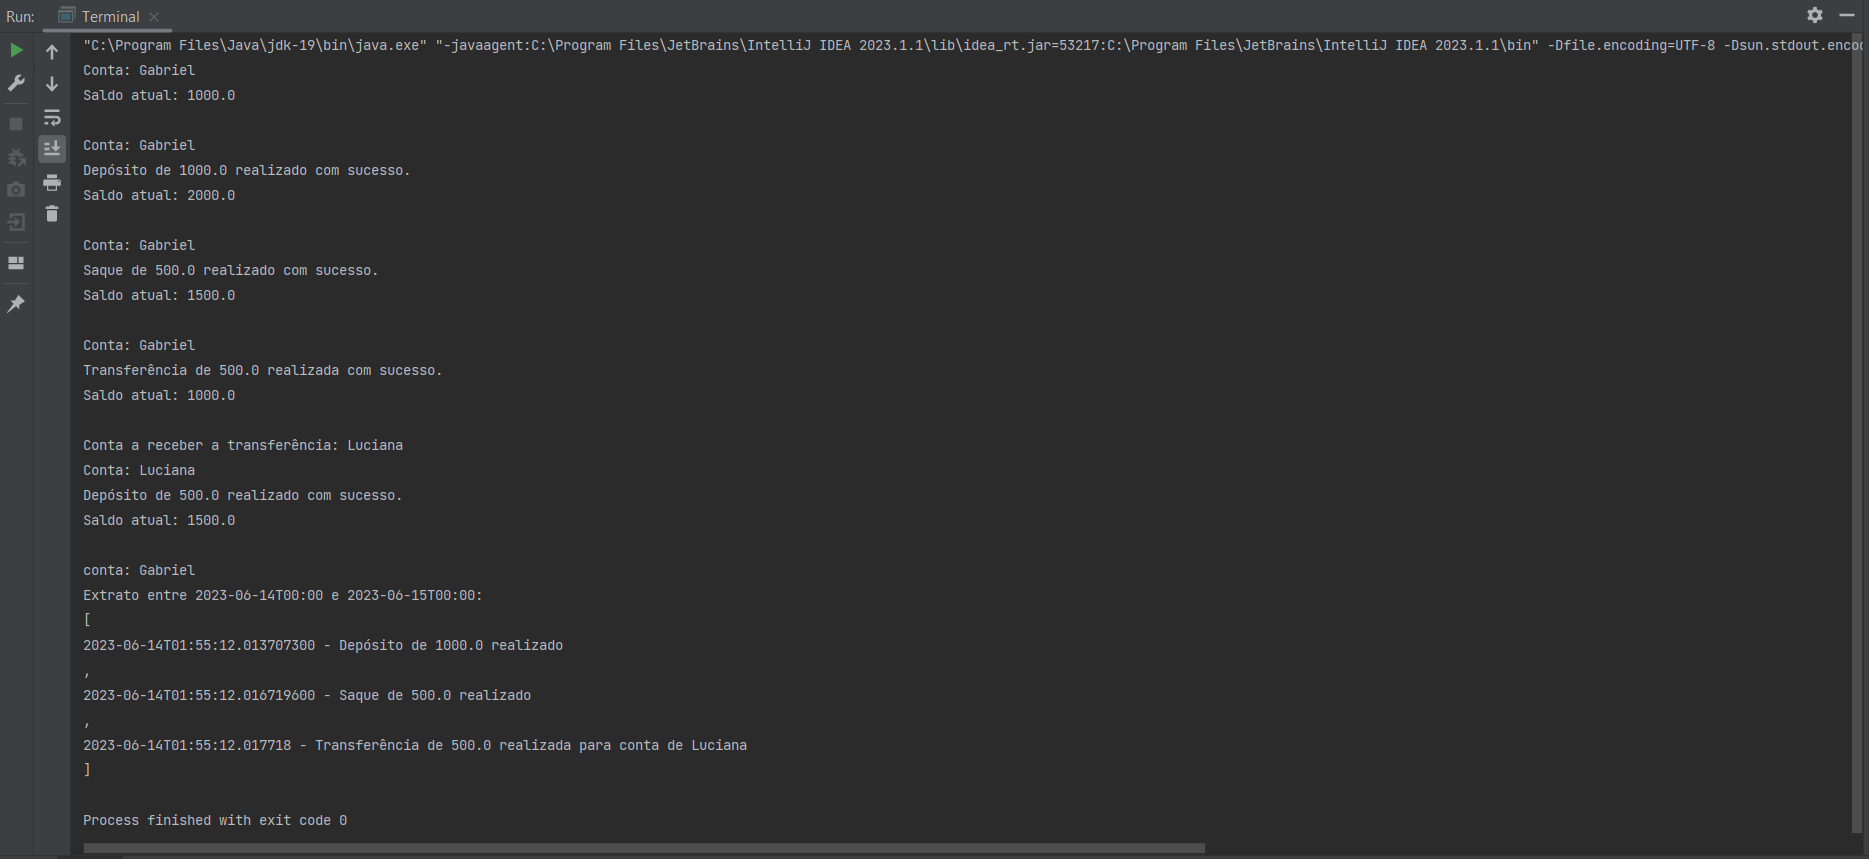 Run: Terminal
"C:\Program Files\Java\jdk-19\bin\java.exe" "-javaagent:C:\Program Files\JetBrains\IntelliJ IDEA 2023.1.1\lib\idea_rt.jar=53217:C:\Program Files\JetBrains\IntelliJ IDEA 2023.1.1\bin" -Dfile.encoding=UTF-8 -Dsun.stdout.enco
Conta: Gabriel
Saldo atual: 1000.0
Conta: Gabriel
Depósito de 1000.0 realizado com sucesso.
Saldo atual: 2000.0
Conta: Gabriel
Saque de 500.0 realizado com sucesso.
Saldo atual: 1500.0
Conta: Gabriel
Transferência de 500.0 realizada com sucesso.
Saldo atual: 1000.0
Conta a receber a transferência: Luciana
Conta: Luciana
Depósito de 500.0 realizado com sucesso.
Saldo atual: 1500.0
conta: Gabriel
Extrato entre 2023-06-14T00:00 e 2023-06-15T00:00:
[
2023-06-14T01:55:12.013707300 - Depósito de 1000.0 realizado
,
2023-06-14T01:55:12.016719600 - Saque de 500.0 realizado
,
2023-06-14T01:55:12.017718 - Transferência de 500.0 realizada para conta de Luciana
]
Process finished with exit code 0